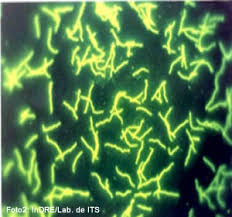 Foto2: InDRE/Lab. de ITS